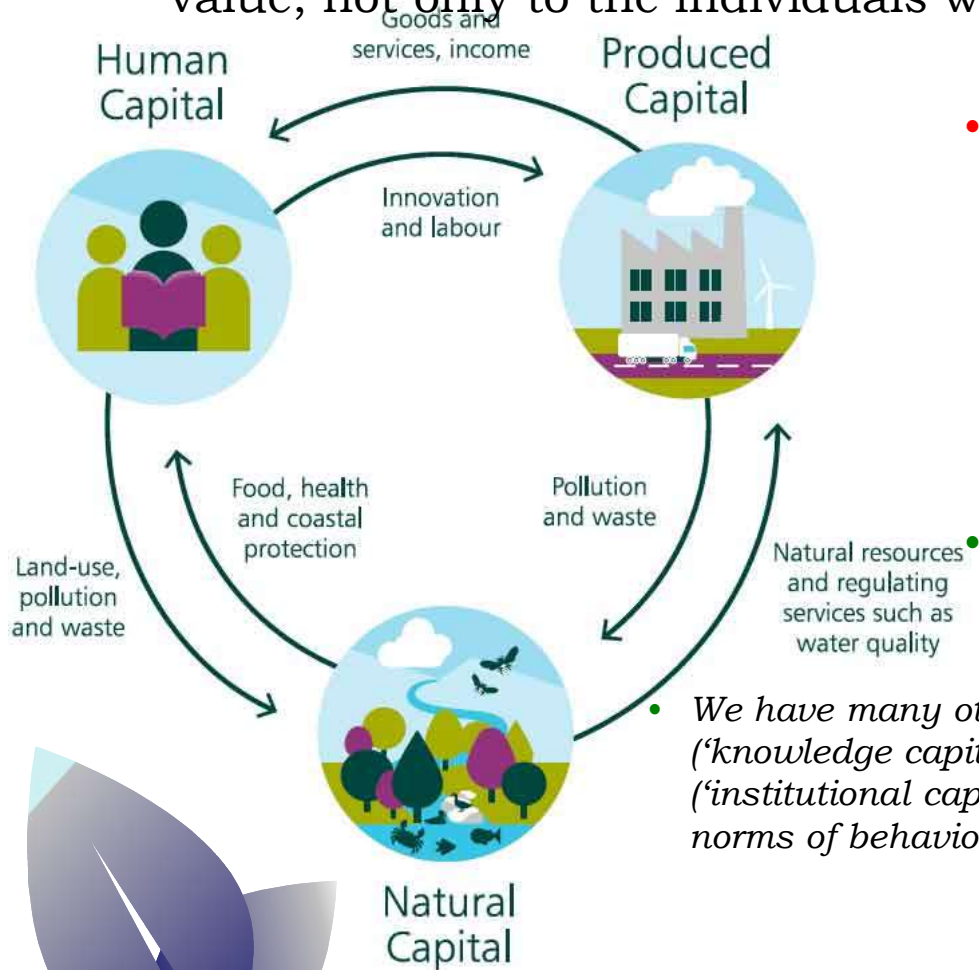 value, not only to the individuals w
Goods and
services, income
Human
Capital
Produced
Capital
Innovation
and labour
Food, health
and coastal
protection
Pollution
and waste
Land-use,
pollution
and waste
Natural resources
and regulating
services such as
water quality
• We have many o
(‘knowledge capi
(‘institutional cap
norms of behavio
Natural
Capital